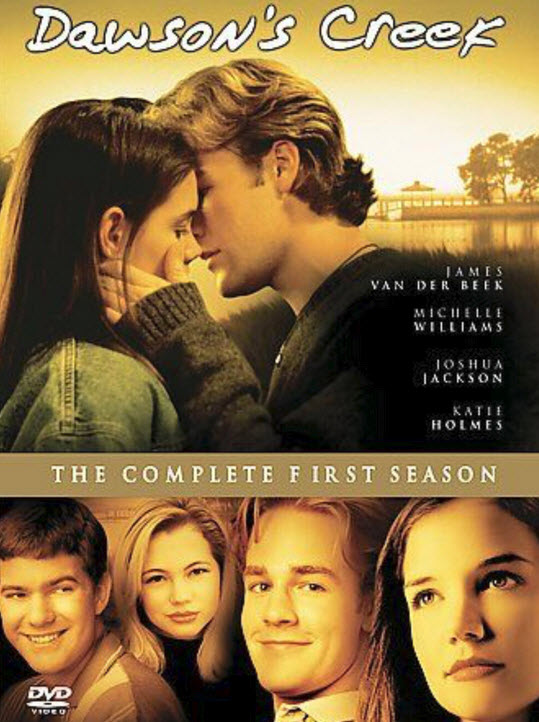 Dawson's Creek
JAMES
VAN DER BEEK
MICHELLE
WILLIAMS
JOSHUA
JACKSON
KATIE
HOLMES
THE COMPLETE FIRST SEASON
DVD
VIDEO